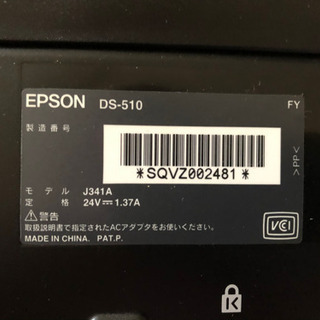 EPSON DS-510 FY
製造番号
*SQVZ002481*
>PP<
モデル J341A
定格 24V⎓1.37A
⚠警告
取扱説明書で指定されたACアダプタをお使いください。
MADE IN CHINA. PAT.P.
VCI
K